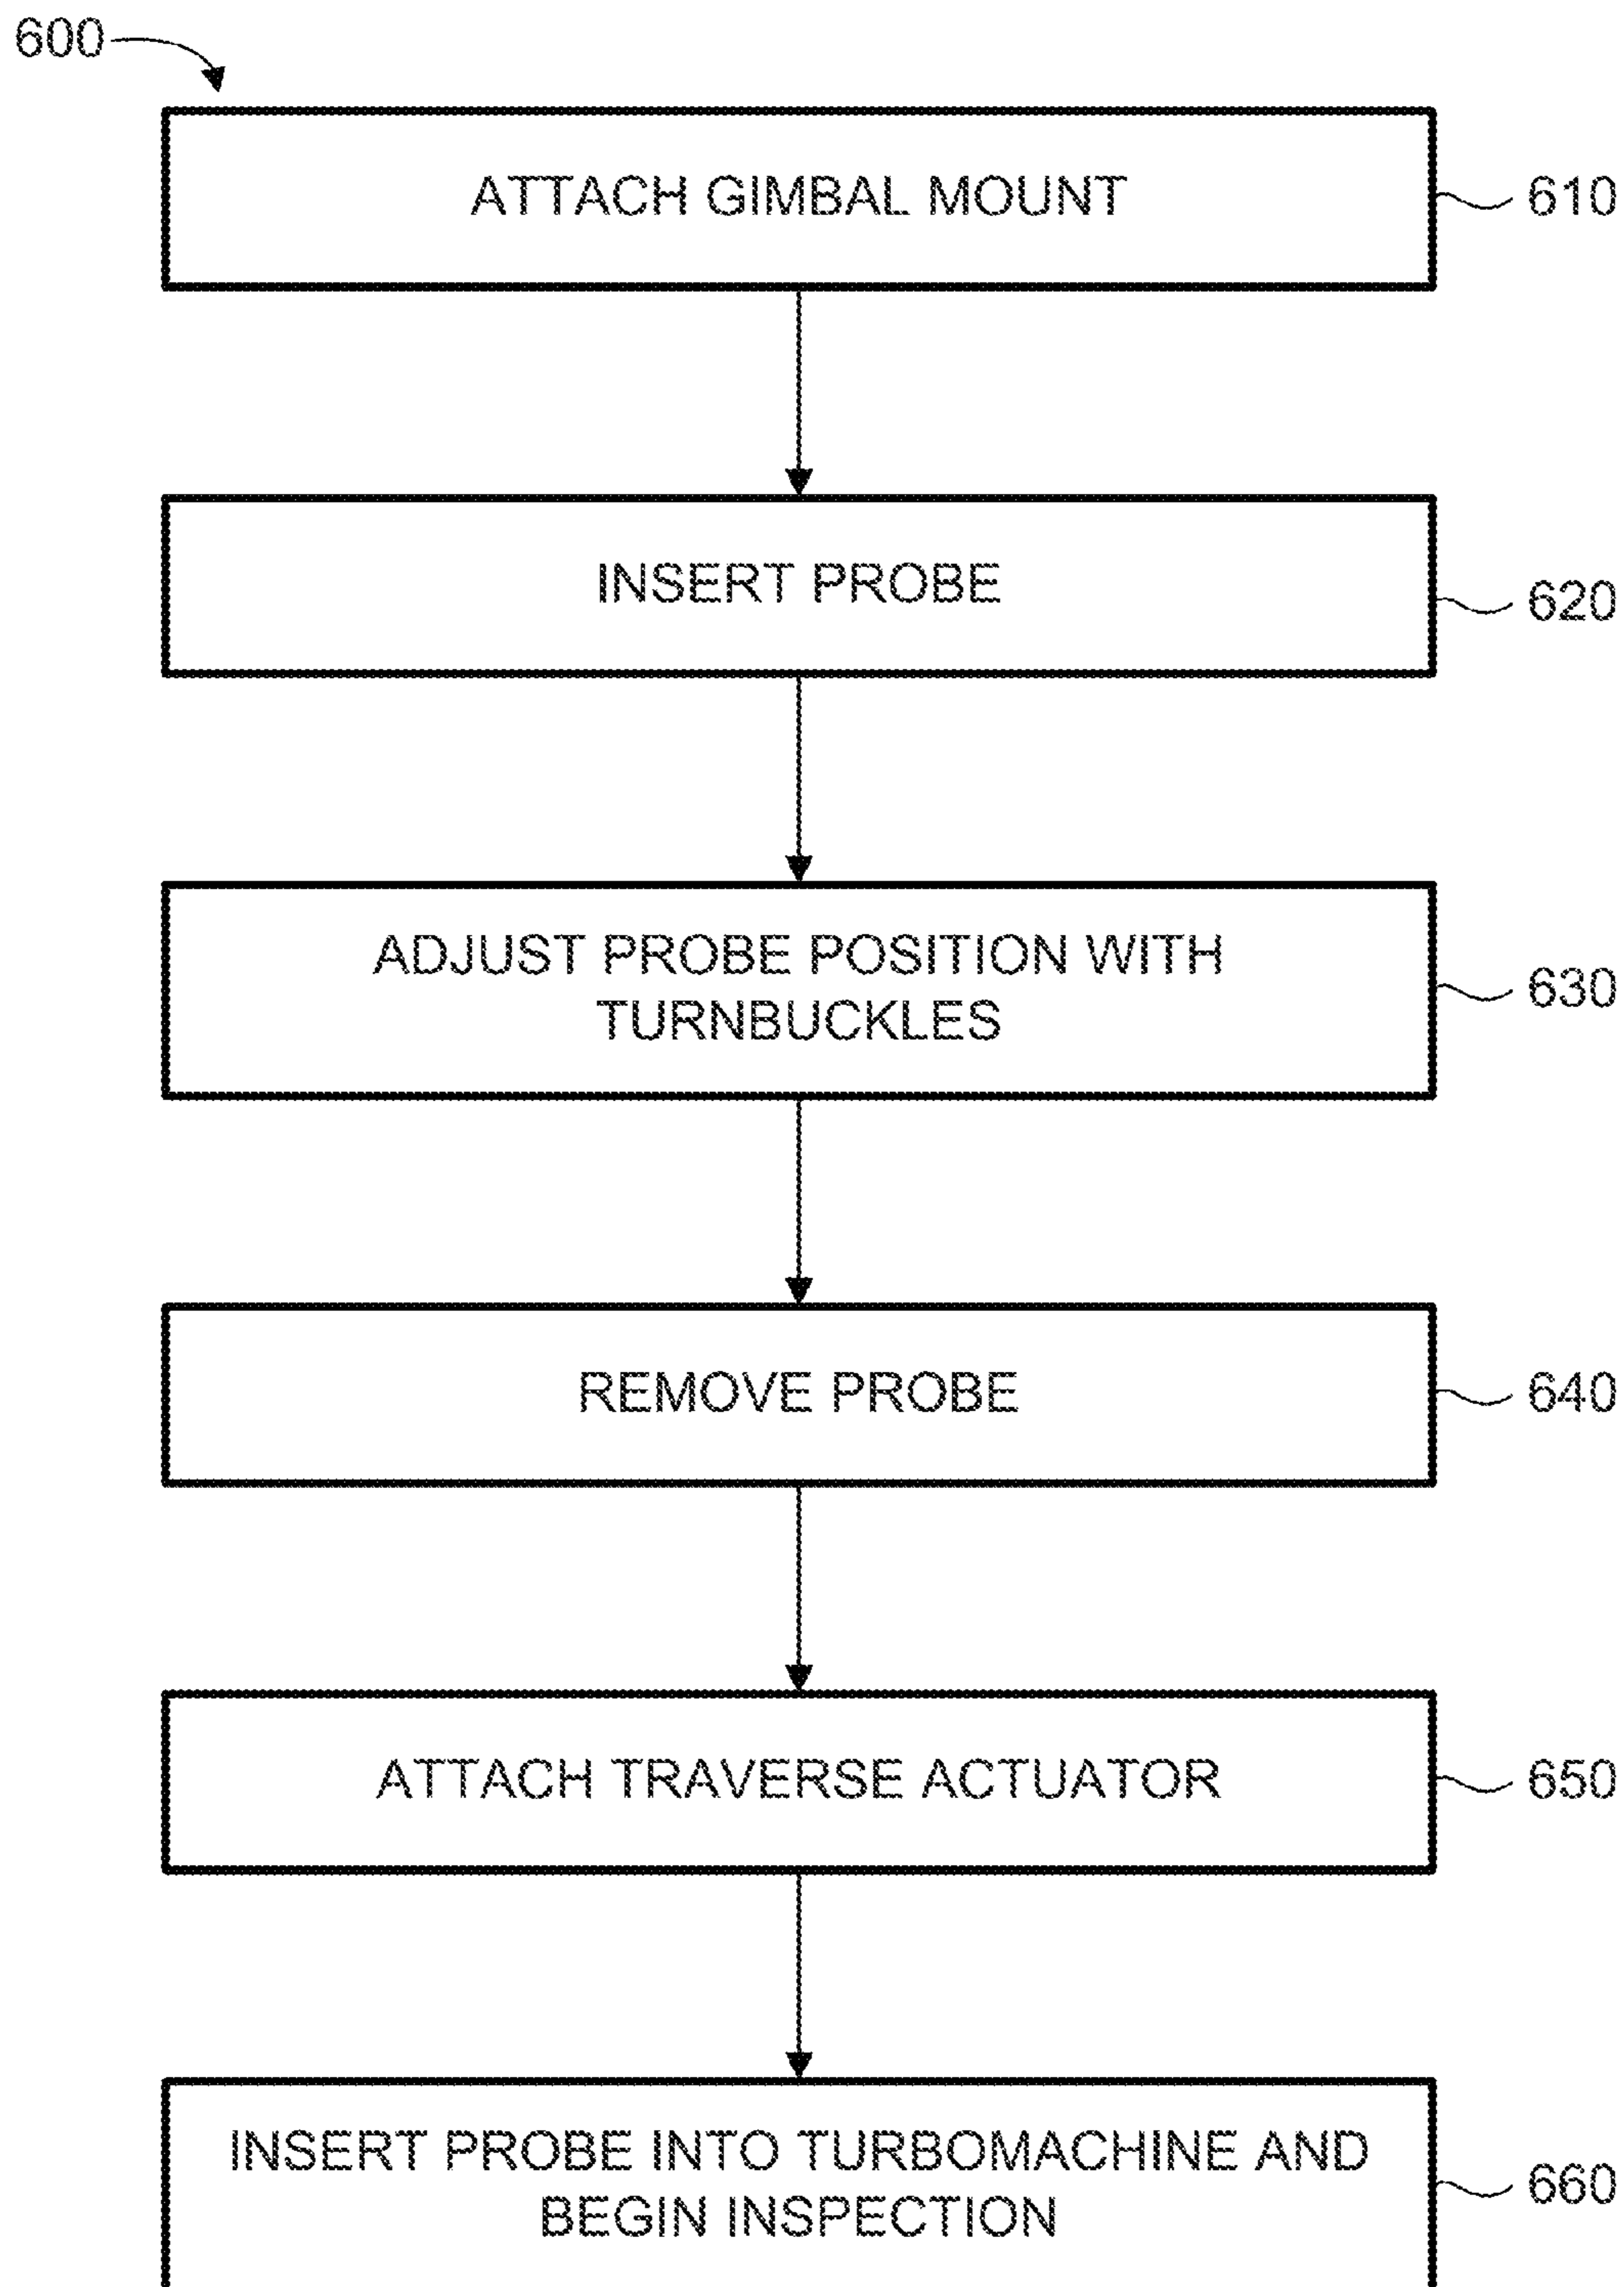 600
ATTACH GIMBAL MOUNT
610
INSERT PROBE
620
ADJUST PROBE POSITION WITH
TURNBUCKLES
630
REMOVE PROBE
640
ATTACH TRAVERSE ACTUATOR
650
INSERT PROBE INTO TURBOMACHINE AND
BEGIN INSPECTION
660